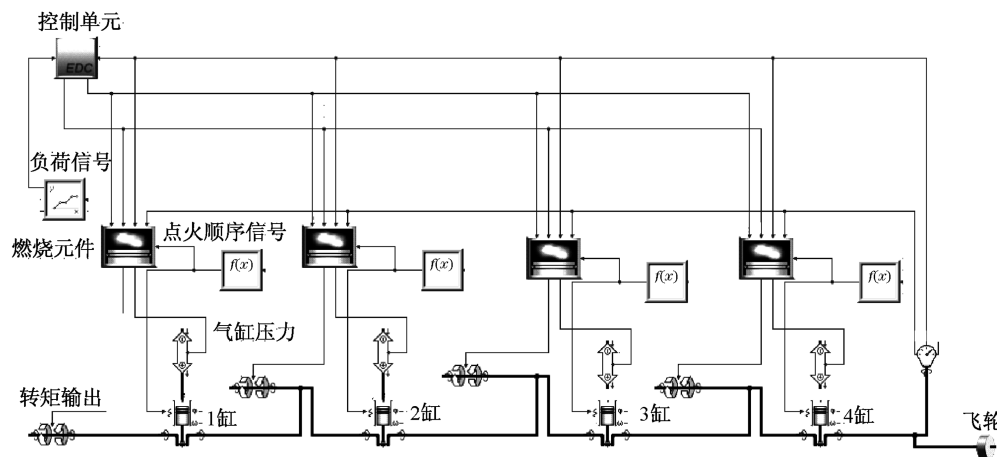 控制单元
EDC
负荷信号
燃烧元件
点火顺序信号
f(x)
f(x)
f(x)
f(x)
气缸压力
转矩输出
1缸
2缸
3缸
4缸
飞轮